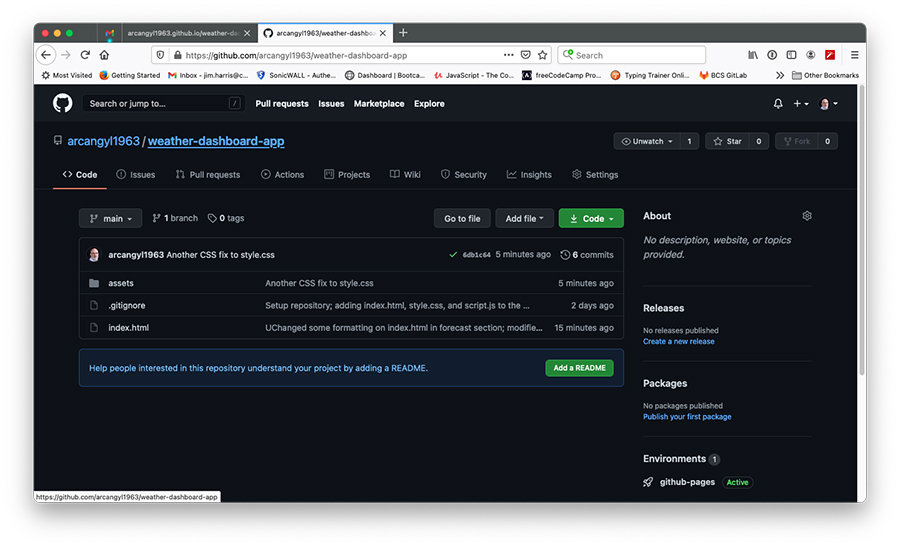 arcangyl1963.github.io/weather-das
arcangyl1963/weather-dashboard-
https://github.com/arcangyl1963/weather-dashboard-app
Search
Most Visited Getting Started Inbox - jim.harris@c... SonicWALL - Authe... Dashboard | Bootca... JavaScript - The Co... freeCodeCamp Pro... Typing Trainer Onli... BCS GitLab Other Bookmarks
Search or jump to... / Pull requests Issues Marketplace Explore
arcangyl1963 / weather-dashboard-app Unwatch 1 Star 0 Fork 0
Code Issues Pull requests Actions Projects Wiki Security Insights Settings
main 1 branch 0 tags Go to file Add file Code
arcangyl1963 Another CSS fix to style.css 6db1c64 5 minutes ago 6 commits
assets Another CSS fix to style.css 5 minutes ago
.gitignore Setup repository; adding index.html, style.css, and script.js to the ... 2 days ago
index.html UChanged some formatting on index.html in forecast section; modifie... 15 minutes ago
Help people interested in this repository understand your project by adding a README. Add a README
About
No description, website, or topics
provided.
Releases
No releases published
Create a new release
Packages
No packages published
Publish your first package
Environments 1
github-pages Active
https://github.com/arcangyl1963/weather-dashboard-app